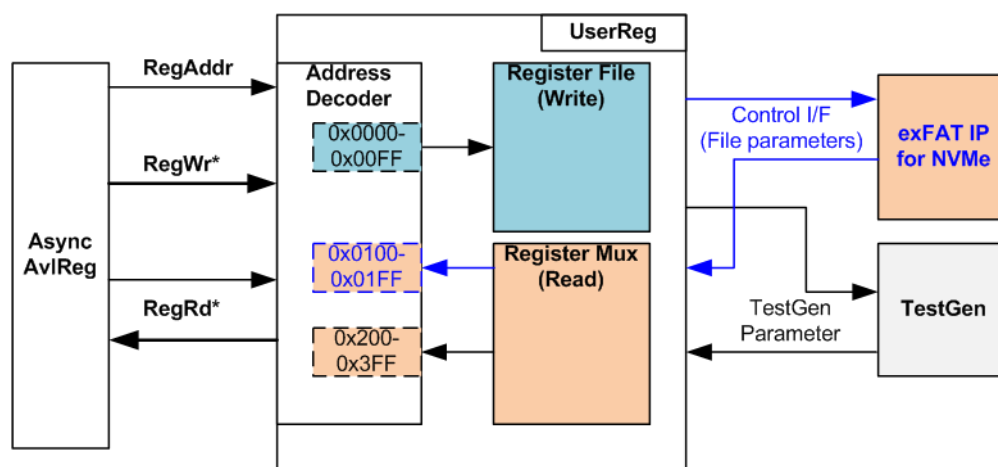 UserReg
RegAddr
RegWr*
RegRd*
Async
AvlReg
Address
Decoder
0x0000-
0x00FF
0x0100-
0x01FF
0x200-
0x3FF
Register File
(Write)
Register Mux
(Read)
Control I/F
(File parameters)
TestGen
Parameter
exFAT IP
for NVMe
TestGen